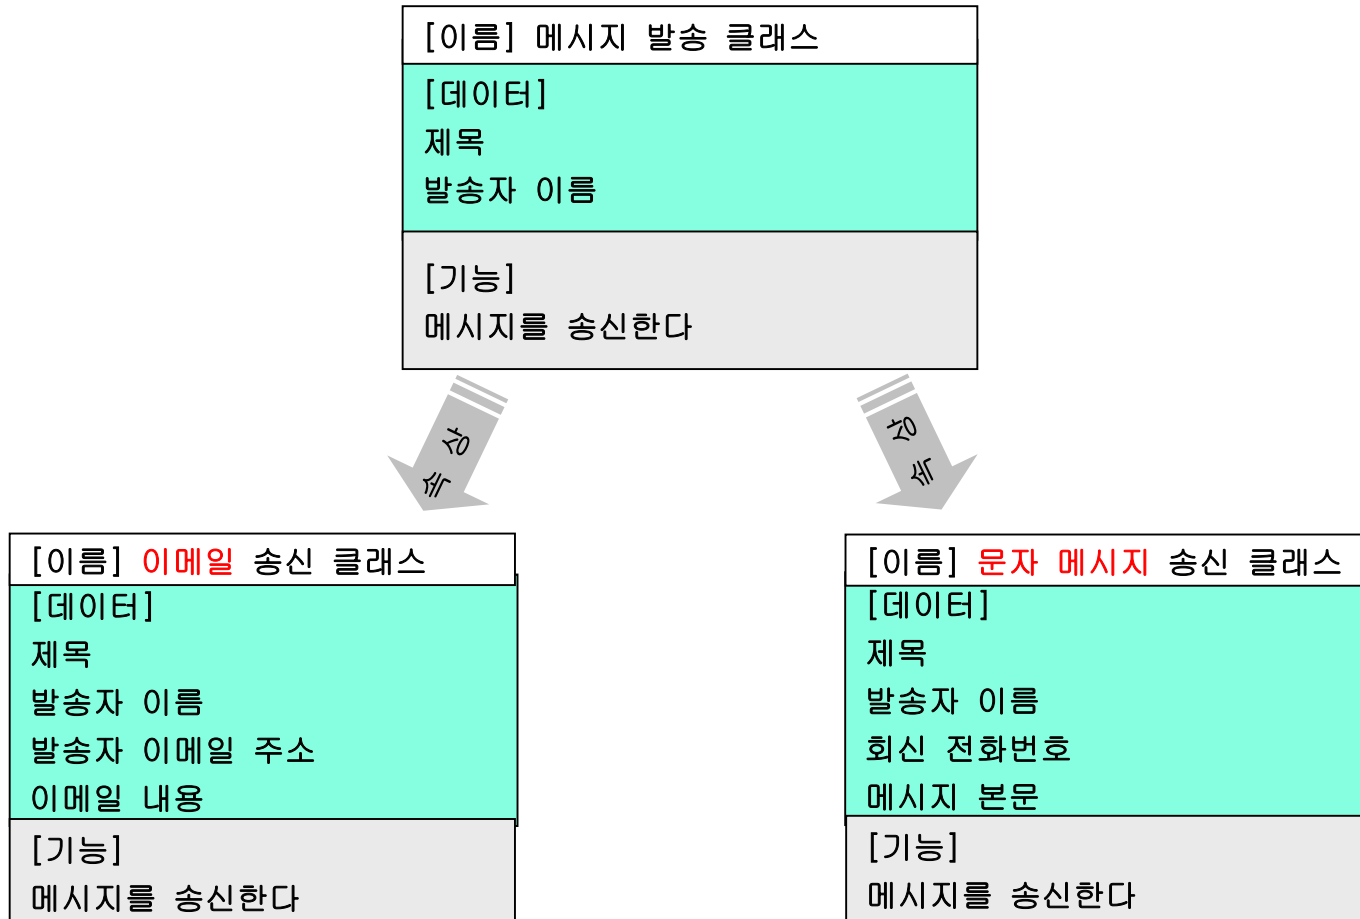 [이름] 메시지 발송 클래스
[데이터]
제목
발송자 이름
[기능]
메시지를 송신한다
상속
상속
[이름] 이메일 송신 클래스
[데이터]
제목
발송자 이름
발송자 이메일 주소
이메일 내용
[기능]
메시지를 송신한다
[이름] 문자 메시지 송신 클래스
[데이터]
제목
발송자 이름
회신 전화번호
메시지 본문
[기능]
메시지를 송신한다